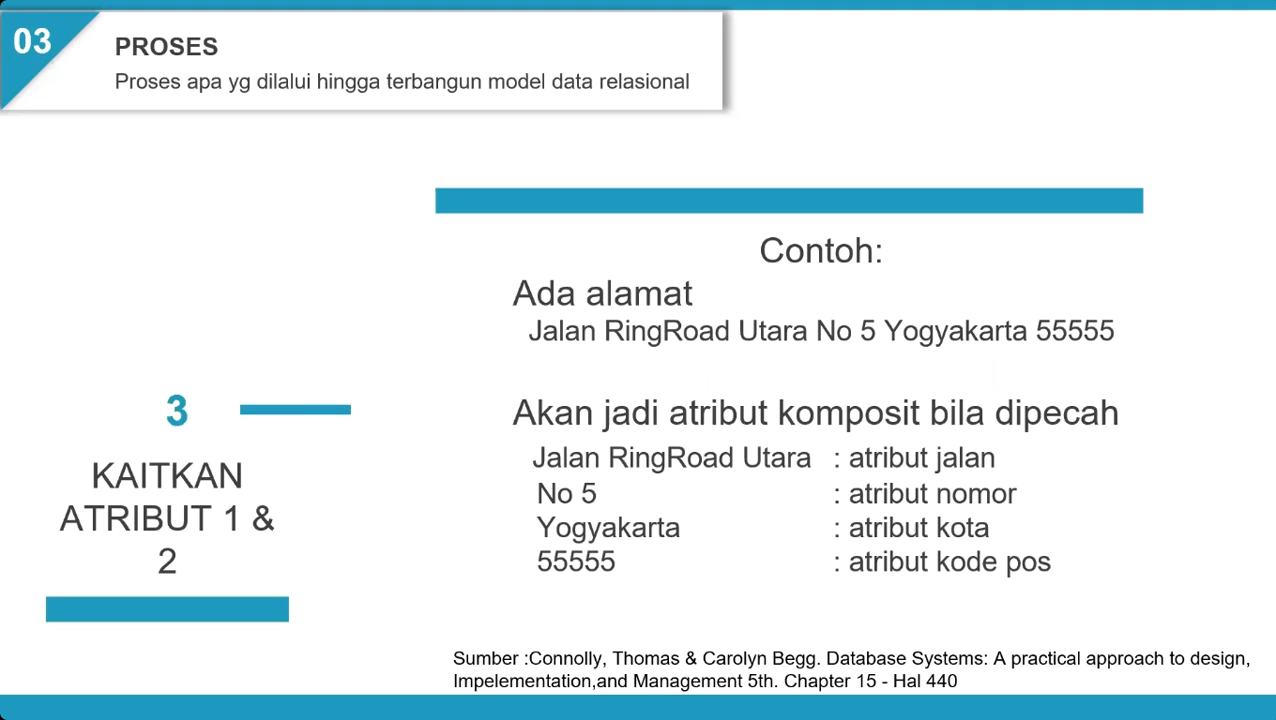 03
PROSES
Proses apa yg dilalui hingga terbangun model data relasional
Contoh:
Ada alamat
Jalan RingRoad Utara No 5 Yogyakarta 55555
Akan jadi atribut komposit bila dipecah
Jalan RingRoad Utara : atribut jalan
No 5 : atribut nomor
Yogyakarta : atribut kota
55555 : atribut kode pos
3
KAITKAN
ATRIBUT 1 &
2
Sumber :Connolly, Thomas & Carolyn Begg. Database Systems: A practical approach to design,
Impelementation,and Management 5th. Chapter 15 - Hal 440